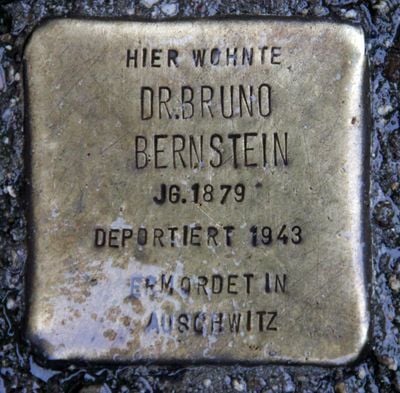 HIER WOHNTE
DR.BRUNO
BERNSTEIN
JG.1879
DEPORTIERT 1943
ERMORDET IN
AUSCHWITZ